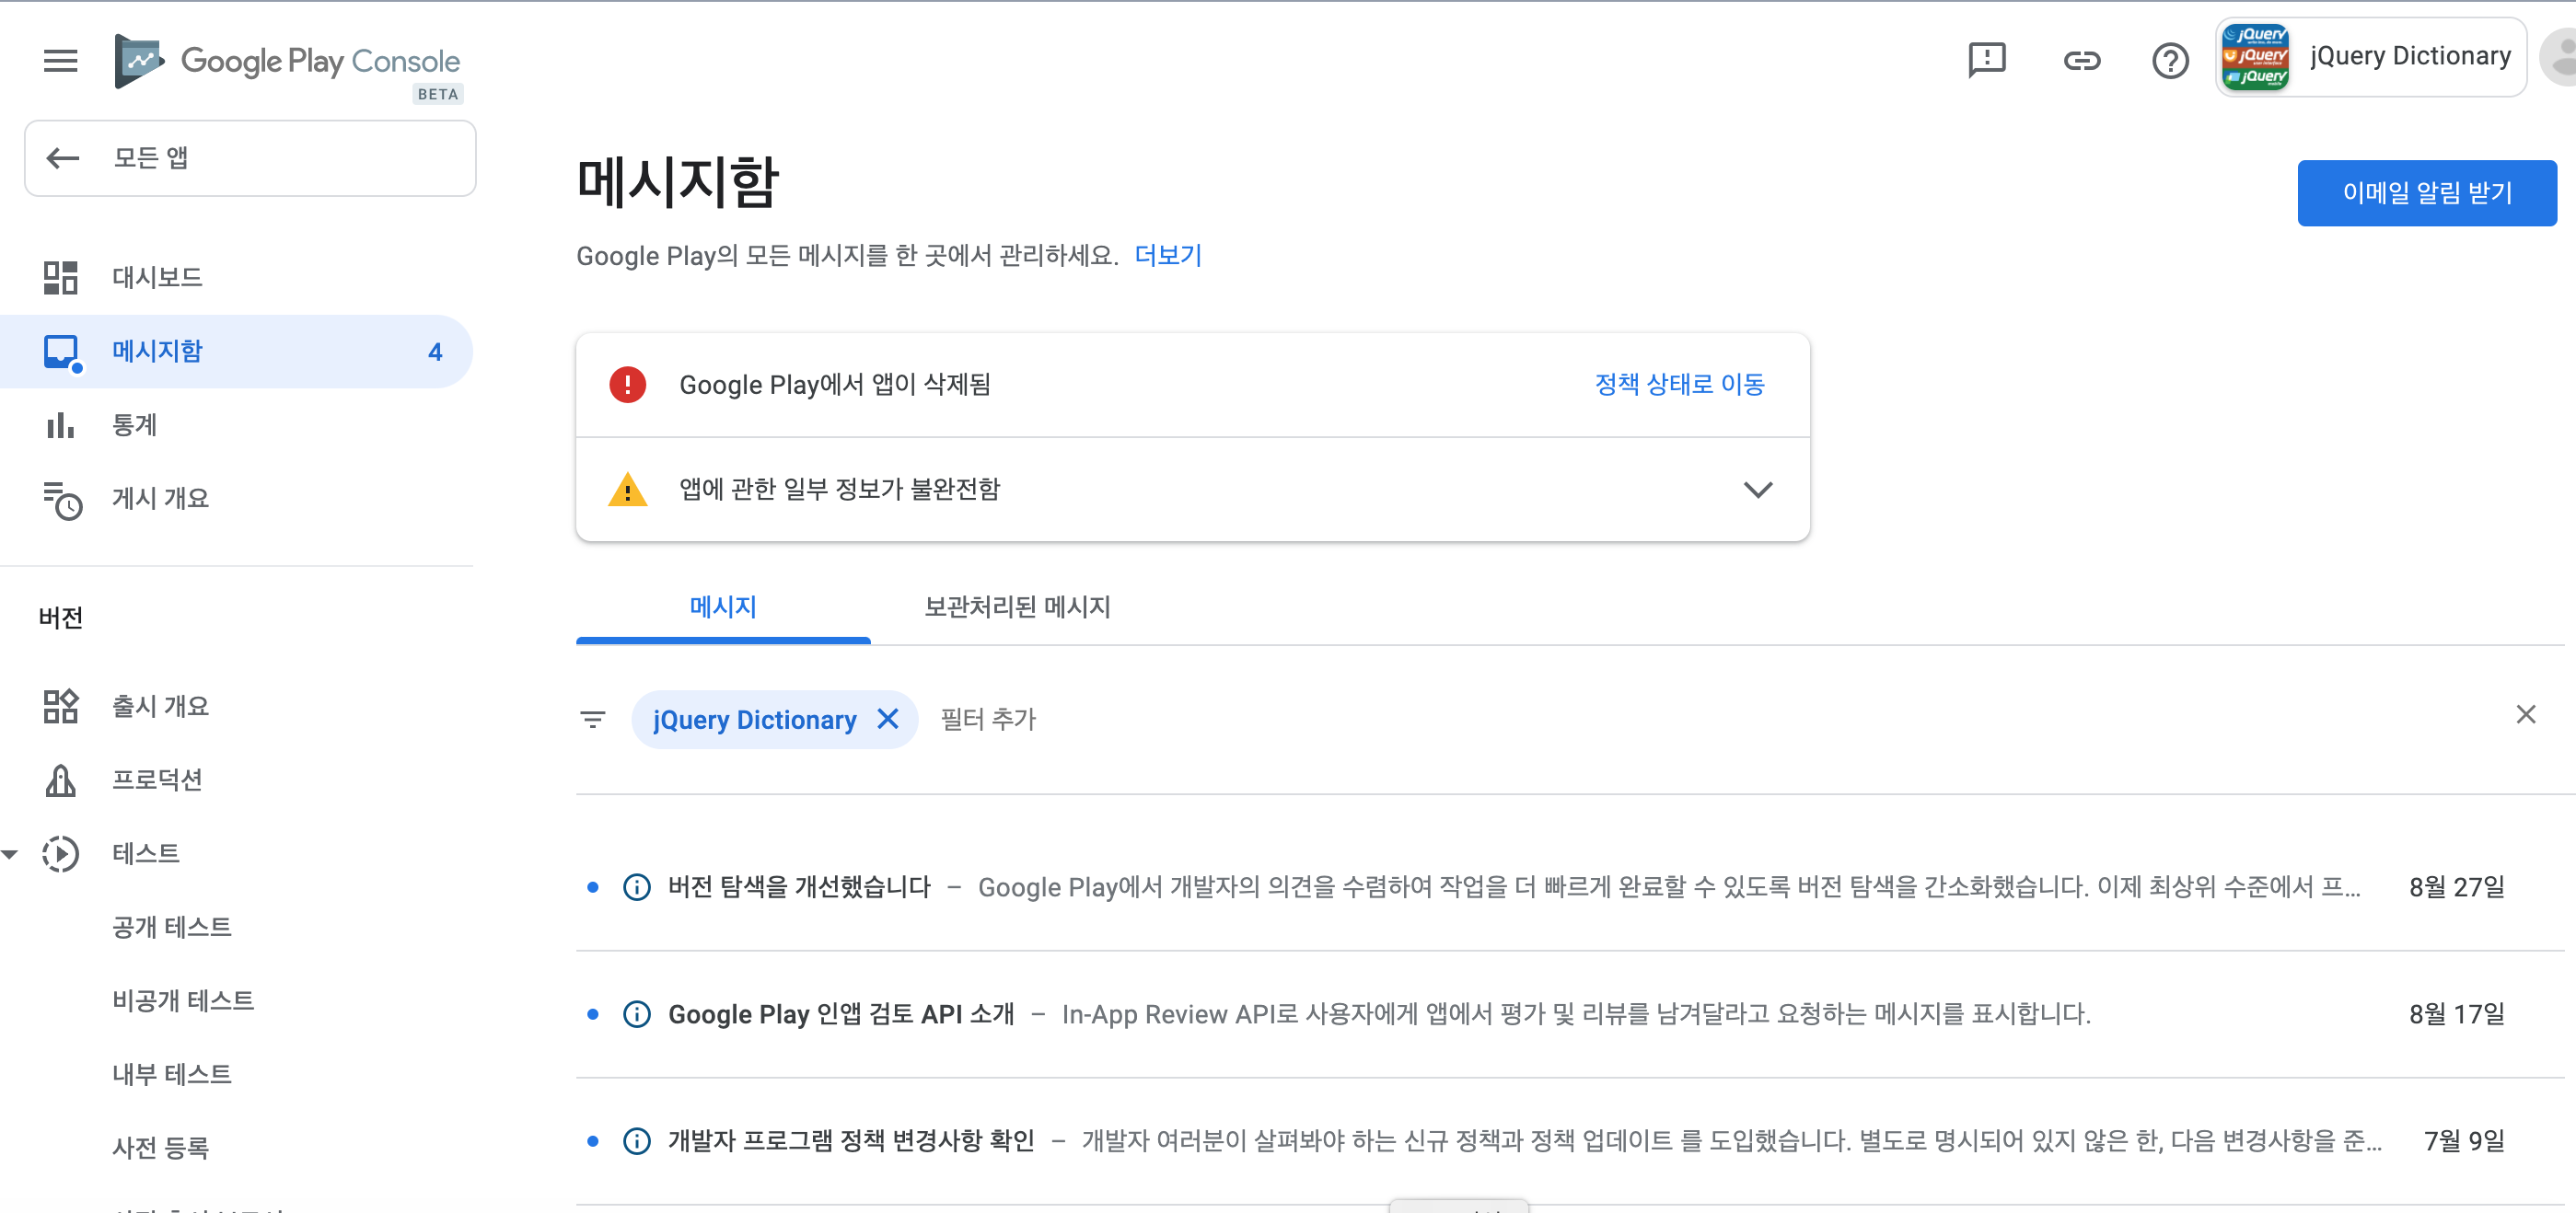 Google Play Console
BETA
jQuery
jQuery
jQuery
jQuery Dictionary
모든 앱
메시지함
이메일 알림 받기
Google Play의 모든 메시지를 한 곳에서 관리하세요. 더보기
대시보드
메시지함 4
통계
게시 개요
Google Play에서 앱이 삭제됨 정책 상태로 이동
앱에 관한 일부 정보가 불완전함
버전
출시 개요
프로덕션
테스트
공개 테스트
비공개 테스트
내부 테스트
사전 등록
메시지 보관처리된 메시지
jQuery Dictionary 필터 추가
버전 탐색을 개선했습니다 – Google Play에서 개발자의 의견을 수렴하여 작업을 더 빠르게 완료할 수 있도록 버전 탐색을 간소화했습니다. 이제 최상위 수준에서 프... 8월 27일
Google Play 인앱 검토 API 소개 – In-App Review API로 사용자에게 앱에서 평가 및 리뷰를 남겨달라고 요청하는 메시지를 표시합니다. 8월 17일
개발자 프로그램 정책 변경사항 확인 – 개발자 여러분이 살펴봐야 하는 신규 정책과 정책 업데이트 를 도입했습니다. 별도로 명시되어 있지 않은 한, 다음 변경사항을 준... 7월 9일